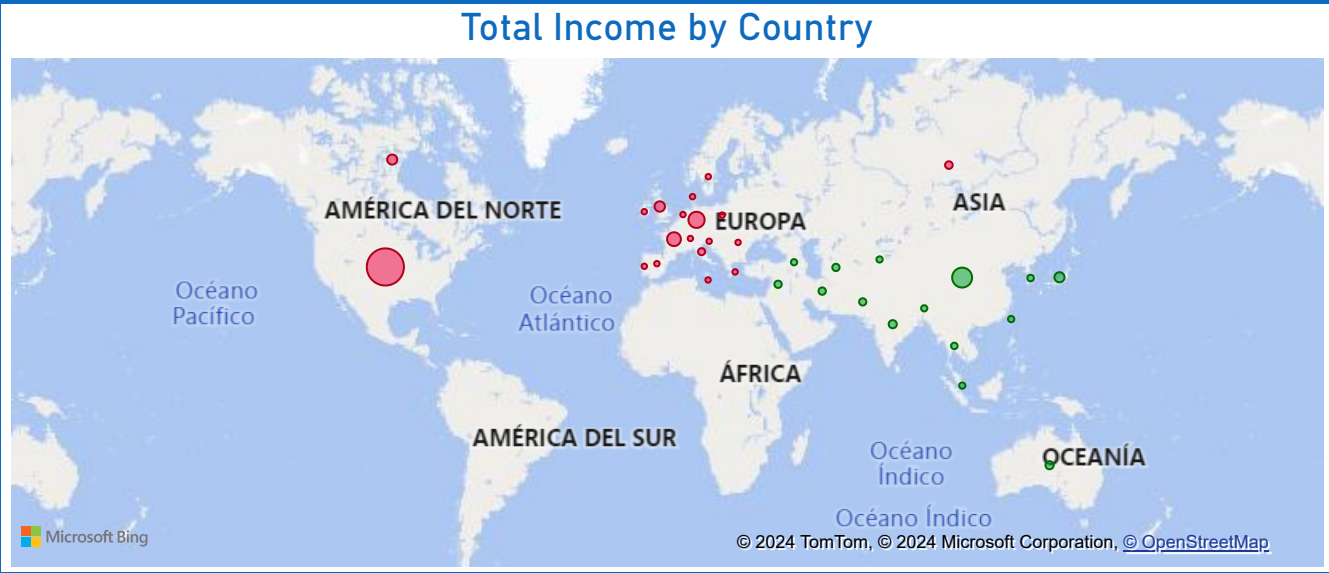 Total Income by Country
AMÉRICA DEL NORTE
EUROPA
ASIA
Océano
Pacífico
Océano
Atlántico
ÁFRICA
AMÉRICA DEL SUR
OCEANÍA
Océano
Índico
Océano Índico
Microsoft Bing
© 2024 TomTom, © 2024 Microsoft Corporation, © OpenStreetMap